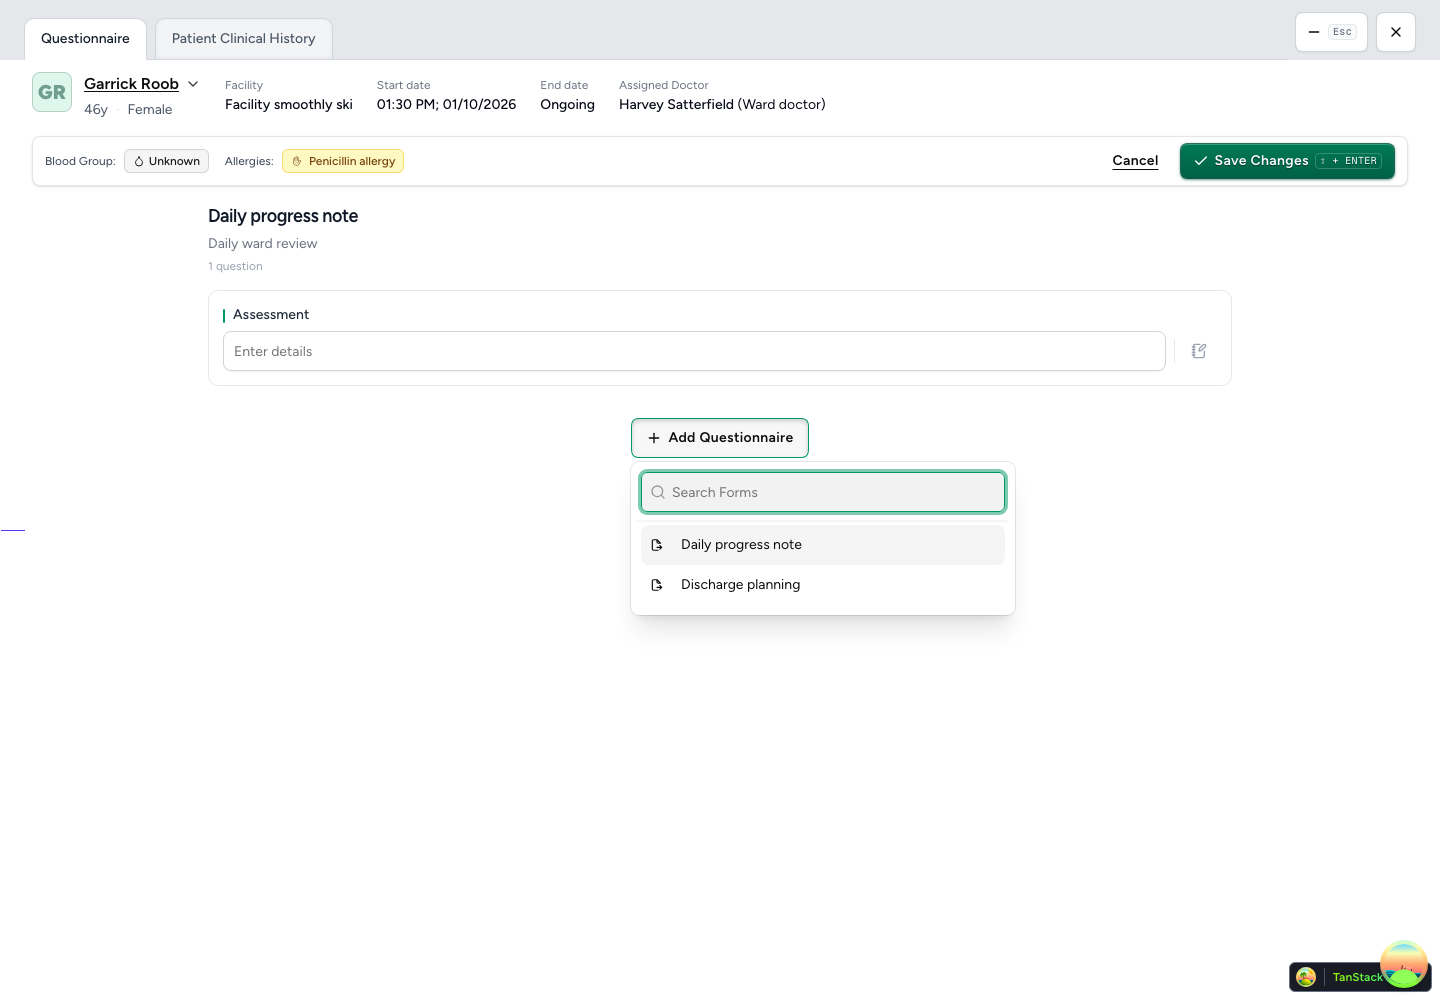 Questionnaire
Patient Clinical History
Esc
GR
Garrick Roob
46y · Female
Facility
Facility smoothly ski
Start date
01:30 PM; 01/10/2026
End date
Ongoing
Assigned Doctor
Harvey Satterfield (Ward doctor)
Blood Group:
Unknown
Allergies:
Penicillin allergy
Cancel
Save Changes
⇧ + ENTER
Daily progress note
Daily ward review
1 question
Assessment
Enter details
Add Questionnaire
Search Forms
Daily progress note
Discharge planning
TanStack